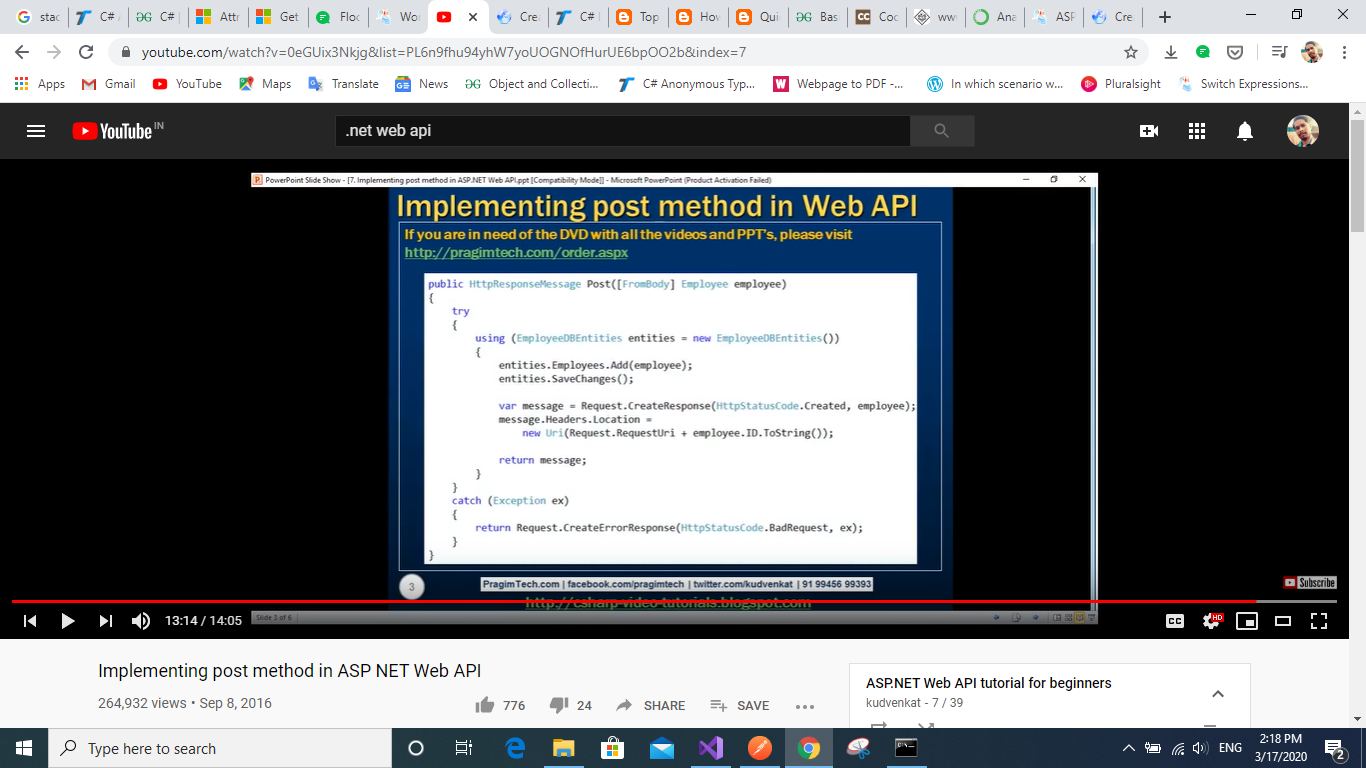 stac
C# A
C# |
Attr
Get
Floc
Wor
Crea
C# |
Top
How
Quic
Bas
Coc
www
Ana
ASP
Cre
youtube.com/watch?v=0eGUix3Nkjg&list=PL6n9fhu94yhW7yoUOGNOfHurUE6bpOO2b&index=7
Apps
Gmail
YouTube
Maps
Translate
News
Object and Collecti...
C# Anonymous Typ...
Webpage to PDF -...
In which scenario w...
Pluralsight
Switch Expressions...
YouTube IN
.net web api
PowerPoint Slide Show - [7. Implementing post method in ASP.NET Web API.ppt [Compatibility Mode]] - Microsoft PowerPoint (Product Activation Failed)
Implementing post method in Web API
If you are in need of the DVD with all the videos and PPT's, please visit
http://pragimtech.com/order.aspx
public HttpResponseMessage Post([FromBody] Employee employee)
{
try
{
using (EmployeeDBEntities entities = new EmployeeDBEntities())
{
entities.Employees.Add(employee);
entities.SaveChanges();
var message = Request.CreateResponse(HttpStatusCode.Created, employee);
message.Headers.Location =
new Uri(Request.RequestUri + employee.ID.ToString());
return message;
}
}
catch (Exception ex)
{
return Request.CreateErrorResponse(HttpStatusCode.BadRequest, ex);
}
}
3
PragimTech.com | facebook.com/pragimtech | twitter.com/kudvenkat | 91 99456 99393
Subscribe
http://csharp-video-tutorials.blogspot.com
13:14 / 14:05
Slide 3 of 6
CC
HD
Implementing post method in ASP NET Web API
264,932 views • Sep 8, 2016
776
24
SHARE
SAVE
ASP.NET Web API tutorial for beginners
kudvenkat - 7 / 39
Type here to search
ENG
2:18 PM
3/17/2020
2